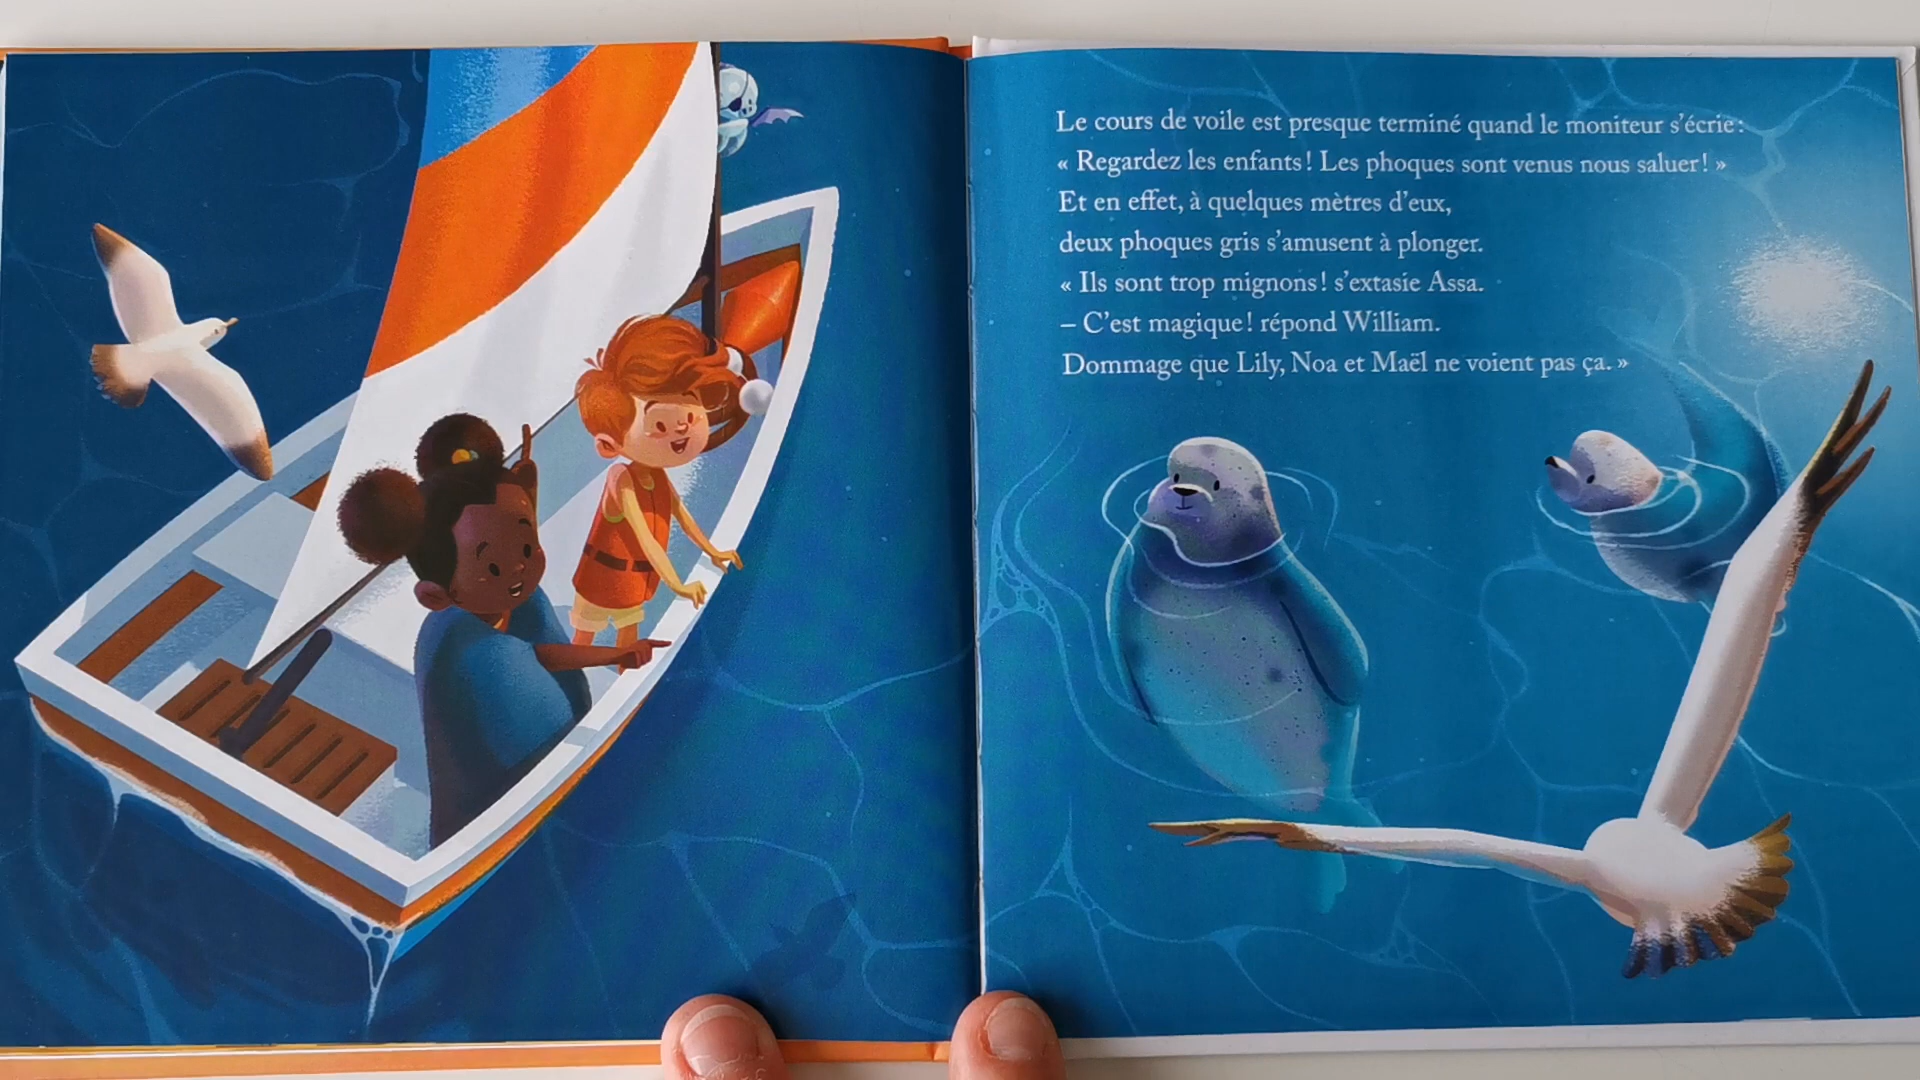 Le cours de voile est presque terminé quand le moniteur s'écrie :
« Regardez les enfants ! Les phoques sont venus nous saluer ! »
Et en effet, à quelques mètres d'eux,
deux phoques gris s'amusent à plonger.
« Ils sont trop mignons ! s'extasie Assa.
– C'est magique ! répond William.
Dommage que Lily, Noa et Maël ne voient pas ça. »